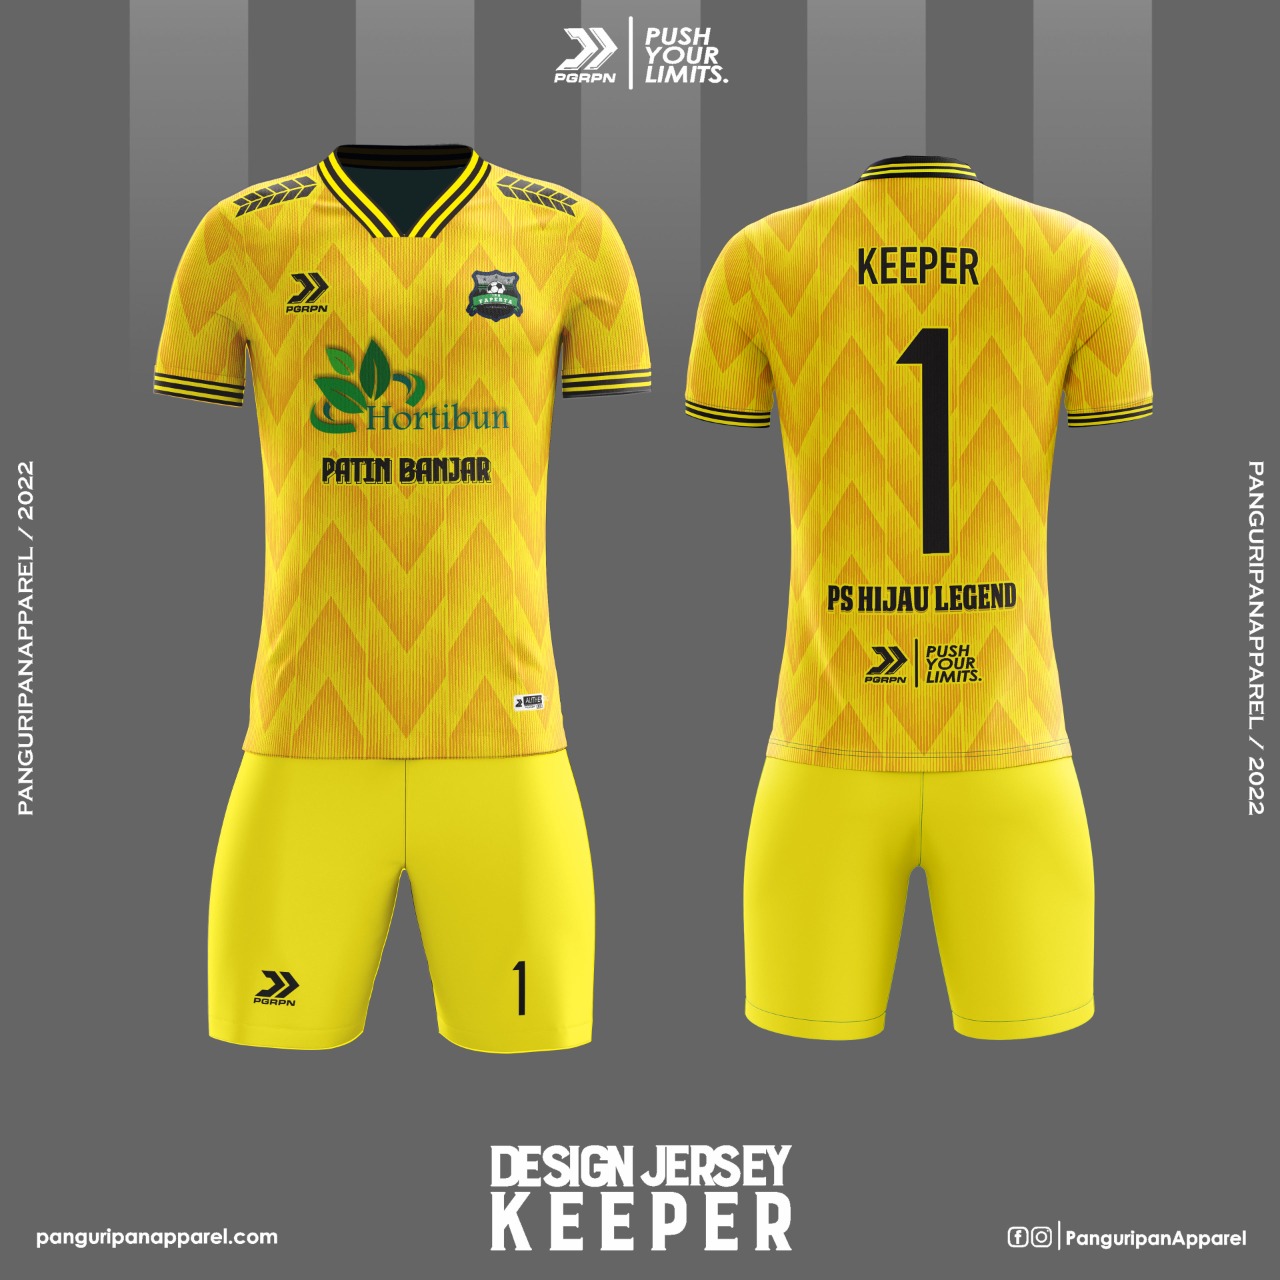 PGRPN
PUSH
YOUR
LIMITS.
PGRPN
TAPERTA
Hortibun
PATIN BANJAR
PGRPN
1
KEEPER
1
PS HIJAU LEGEND
PGRPN
PUSH
YOUR
LIMITS.
PANGURIPANAPPAREL / 2022
PANGURIPANAPPAREL / 2022
DESIGN JERSEY
KEEPER
panguripanapparel.com
PanguripanApparel